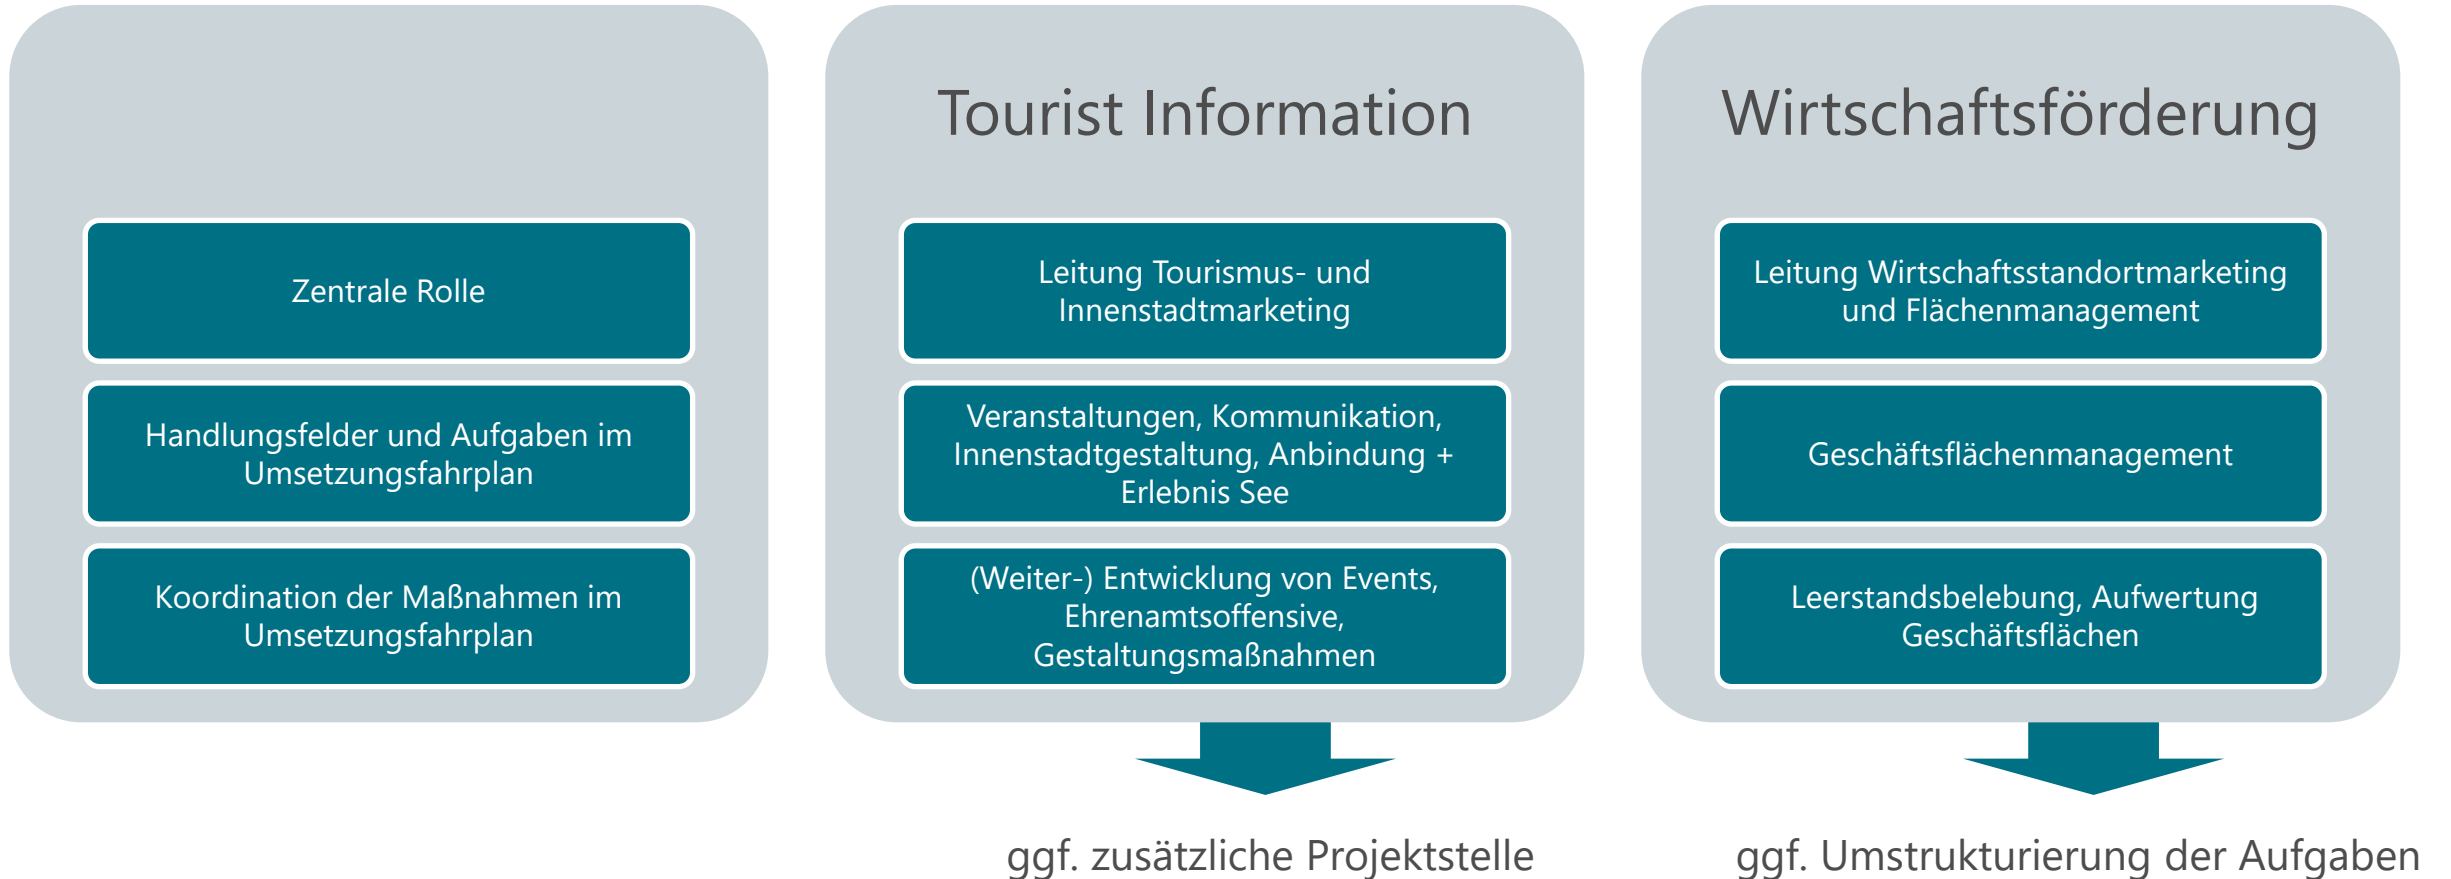 Zentrale Rolle
Handlungsfelder und Aufgaben im
Umsetzungsfahrplan
Koordination der Maßnahmen im
Umsetzungsfahrplan
Tourist Information
Leitung Tourismus- und
Innenstadtmarketing
Veranstaltungen, Kommunikation,
Innenstadtgestaltung, Anbindung +
Erlebnis See
(Weiter-) Entwicklung von Events,
Ehrenamtsoffensive,
Gestaltungsmaßnahmen
ggf. zusätzliche Projektstelle
Wirtschaftsförderung
Leitung Wirtschaftsstandortmarketing
und Flächenmanagement
Geschäftsflächenmanagement
Leerstandsbelebung, Aufwertung
Geschäftsflächen
ggf. Umstrukturierung der Aufgaben